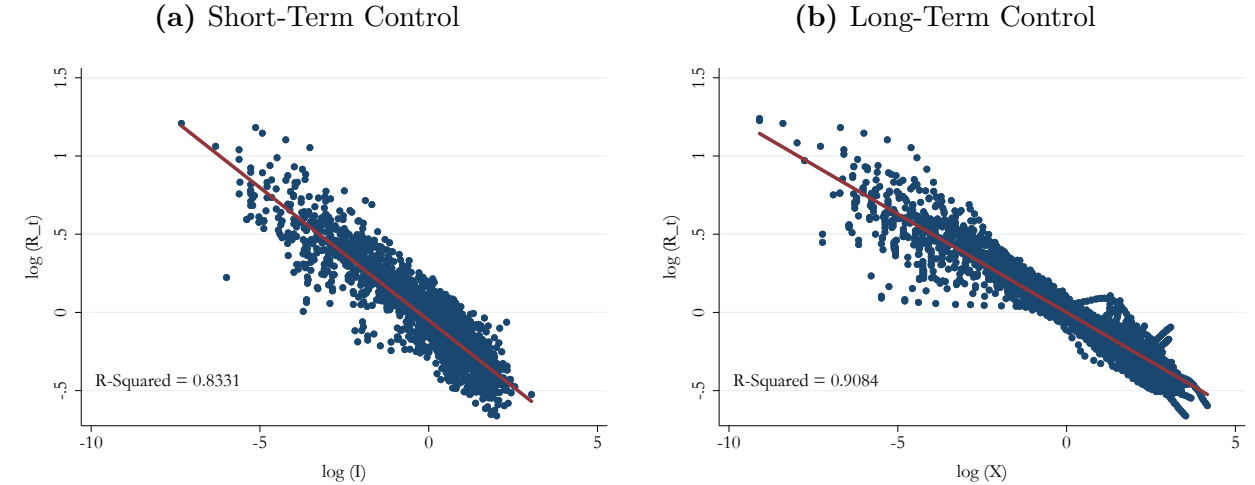 (a) Short-Term Control
1.5
1
.5
0
-.5
log (R_t)
R-Squared = 0.8331
-10
-5
0
5
log (I)
(b) Long-Term Control
1.5
1
.5
0
-.5
log (R_t)
R-Squared = 0.9084
-10
-5
0
5
log (X)